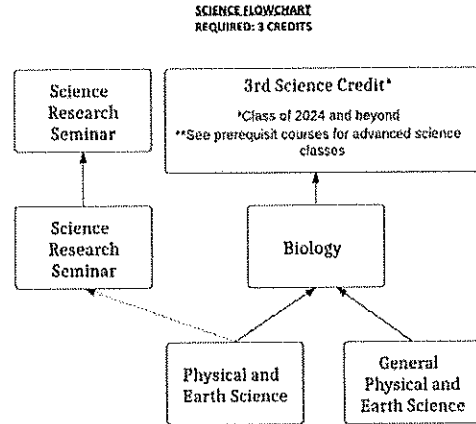 SCIENCE FLOWCHART
REQUIRED: 3 CREDITS
Science
Research
Seminar
3rd Science Credit*
*Class of 2024 and beyond
**See prerequisit courses for advanced science
classes
Science
Research
Seminar
Biology
Physical and
Earth Science
General
Physical and
Earth Science